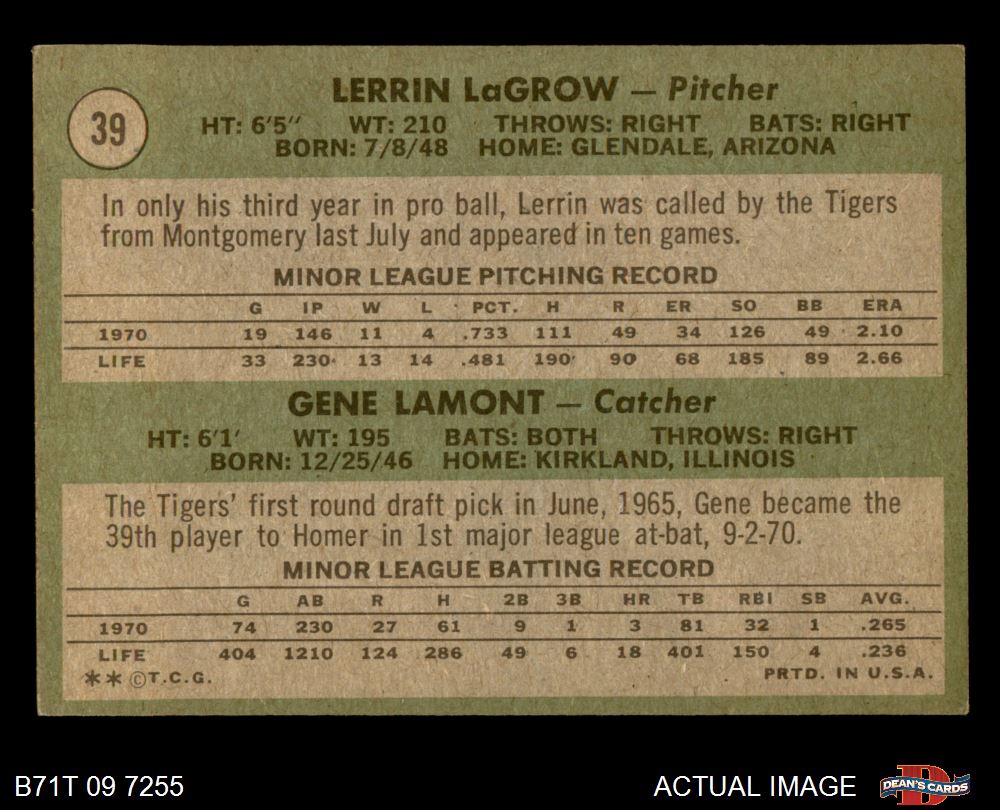 39
LERRIN LaGROW — Pitcher
HT: 6'5" WT: 210 THROWS: RIGHT BATS: RIGHT
BORN: 7/8/48 HOME: GLENDALE, ARIZONA
In only his third year in pro ball, Lerrin was called by the Tigers
from Montgomery last July and appeared in ten games.
MINOR LEAGUE PITCHING RECORD
G IP W L PCT. H R ER SO BB ERA
1970 19 146 11 4 .733 111 49 34 126 49 2.10
LIFE 33 230 13 14 .481 190 90 68 185 89 2.66
GENE LAMONT — Catcher
HT: 6'1' WT: 195 BATS: BOTH THROWS: RIGHT
BORN: 12/25/46 HOME: KIRKLAND, ILLINOIS
The Tigers' first round draft pick in June, 1965, Gene became the
39th player to Homer in 1st major league at-bat, 9-2-70.
MINOR LEAGUE BATTING RECORD
G AB R H 2B 3B HR TB RBI SB AVG.
1970 74 230 27 61 9 1 3 81 32 1 .265
LIFE 404 1210 124 286 49 6 18 401 150 4 .236
** ©T.C.G. PRTD. IN U.S.A.
B71T 09 7255 ACTUAL IMAGE DEAN'S CARDS